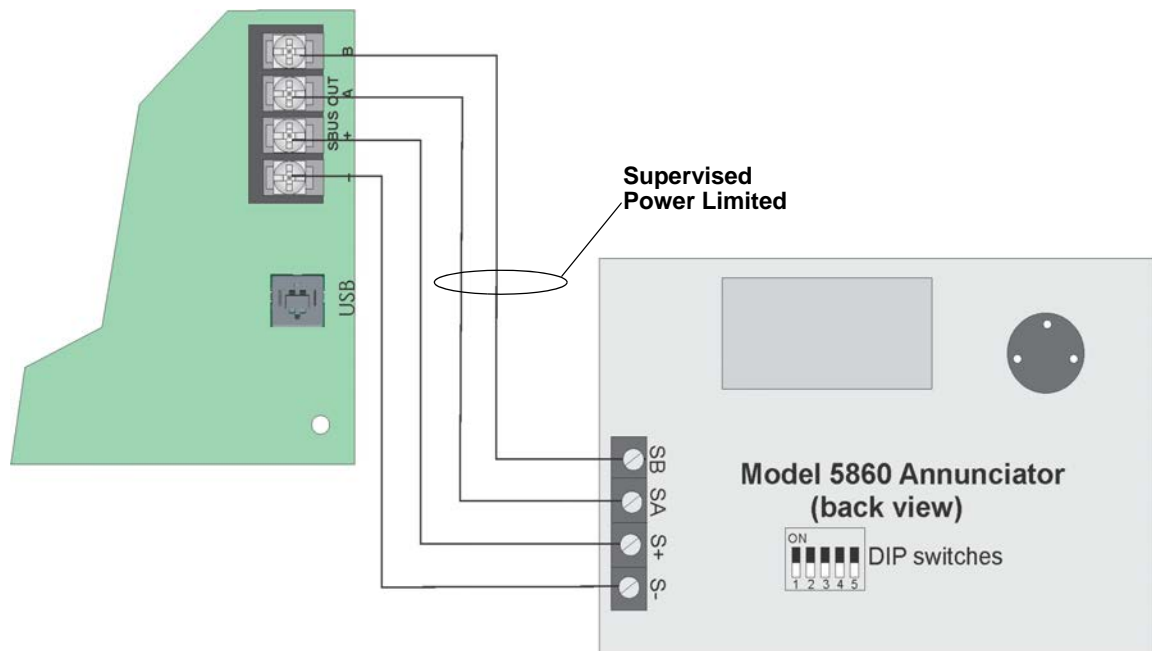 B
A
+
-
SBUS OUT
USB
Supervised
Power Limited
SB
SA
S+
S-
Model 5860 Annunciator
(back view)
ON
1 2 3 4 5
DIP switches